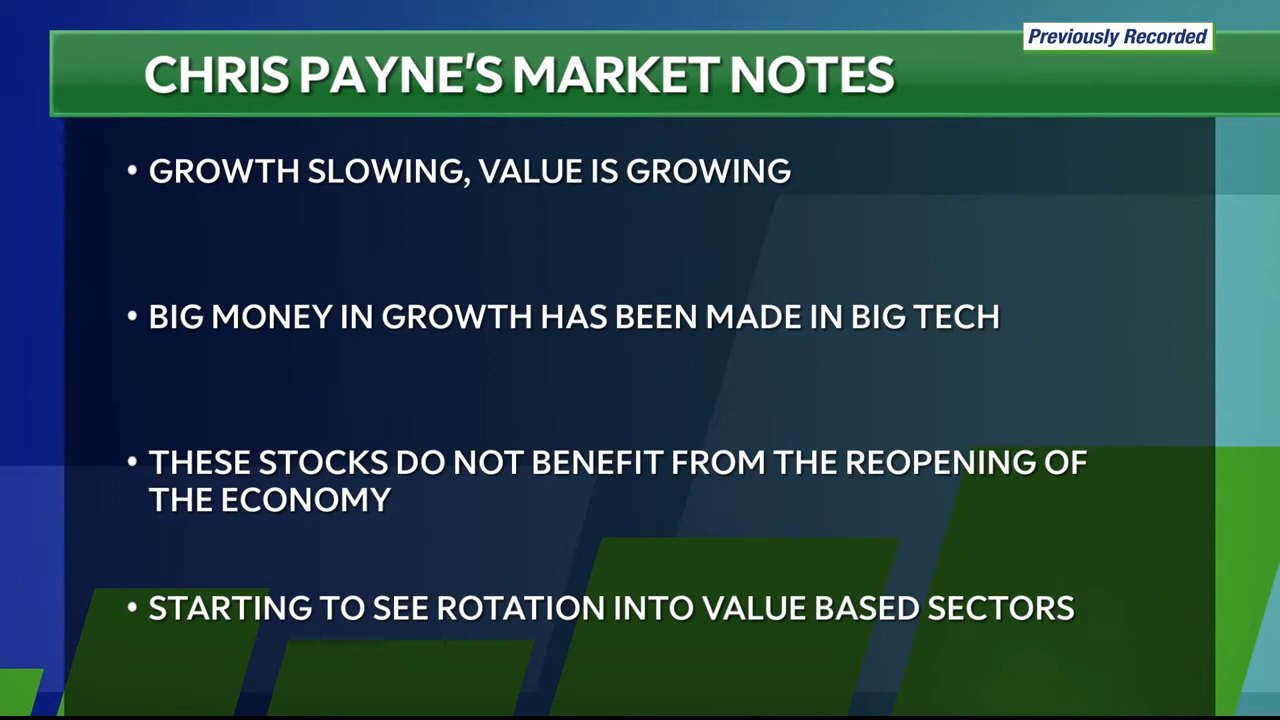 Previously Recorded
CHRIS PAYNE'S MARKET NOTES
• GROWTH SLOWING, VALUE IS GROWING
• BIG MONEY IN GROWTH HAS BEEN MADE IN BIG TECH
• THESE STOCKS DO NOT BENEFIT FROM THE REOPENING OF
THE ECONOMY
• STARTING TO SEE ROTATION INTO VALUE BASED SECTORS